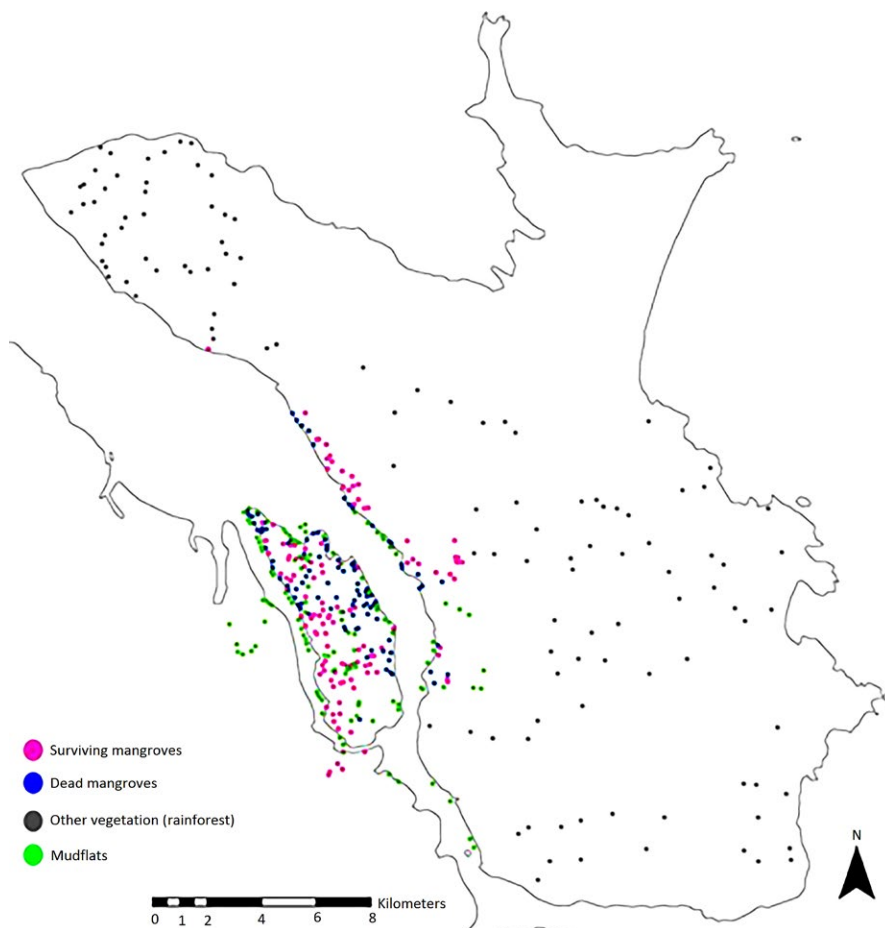 Surviving mangroves
Dead mangroves
Other vegetation (rainforest)
Mudflats
N
Kilometers
0 1 2 4 6 8